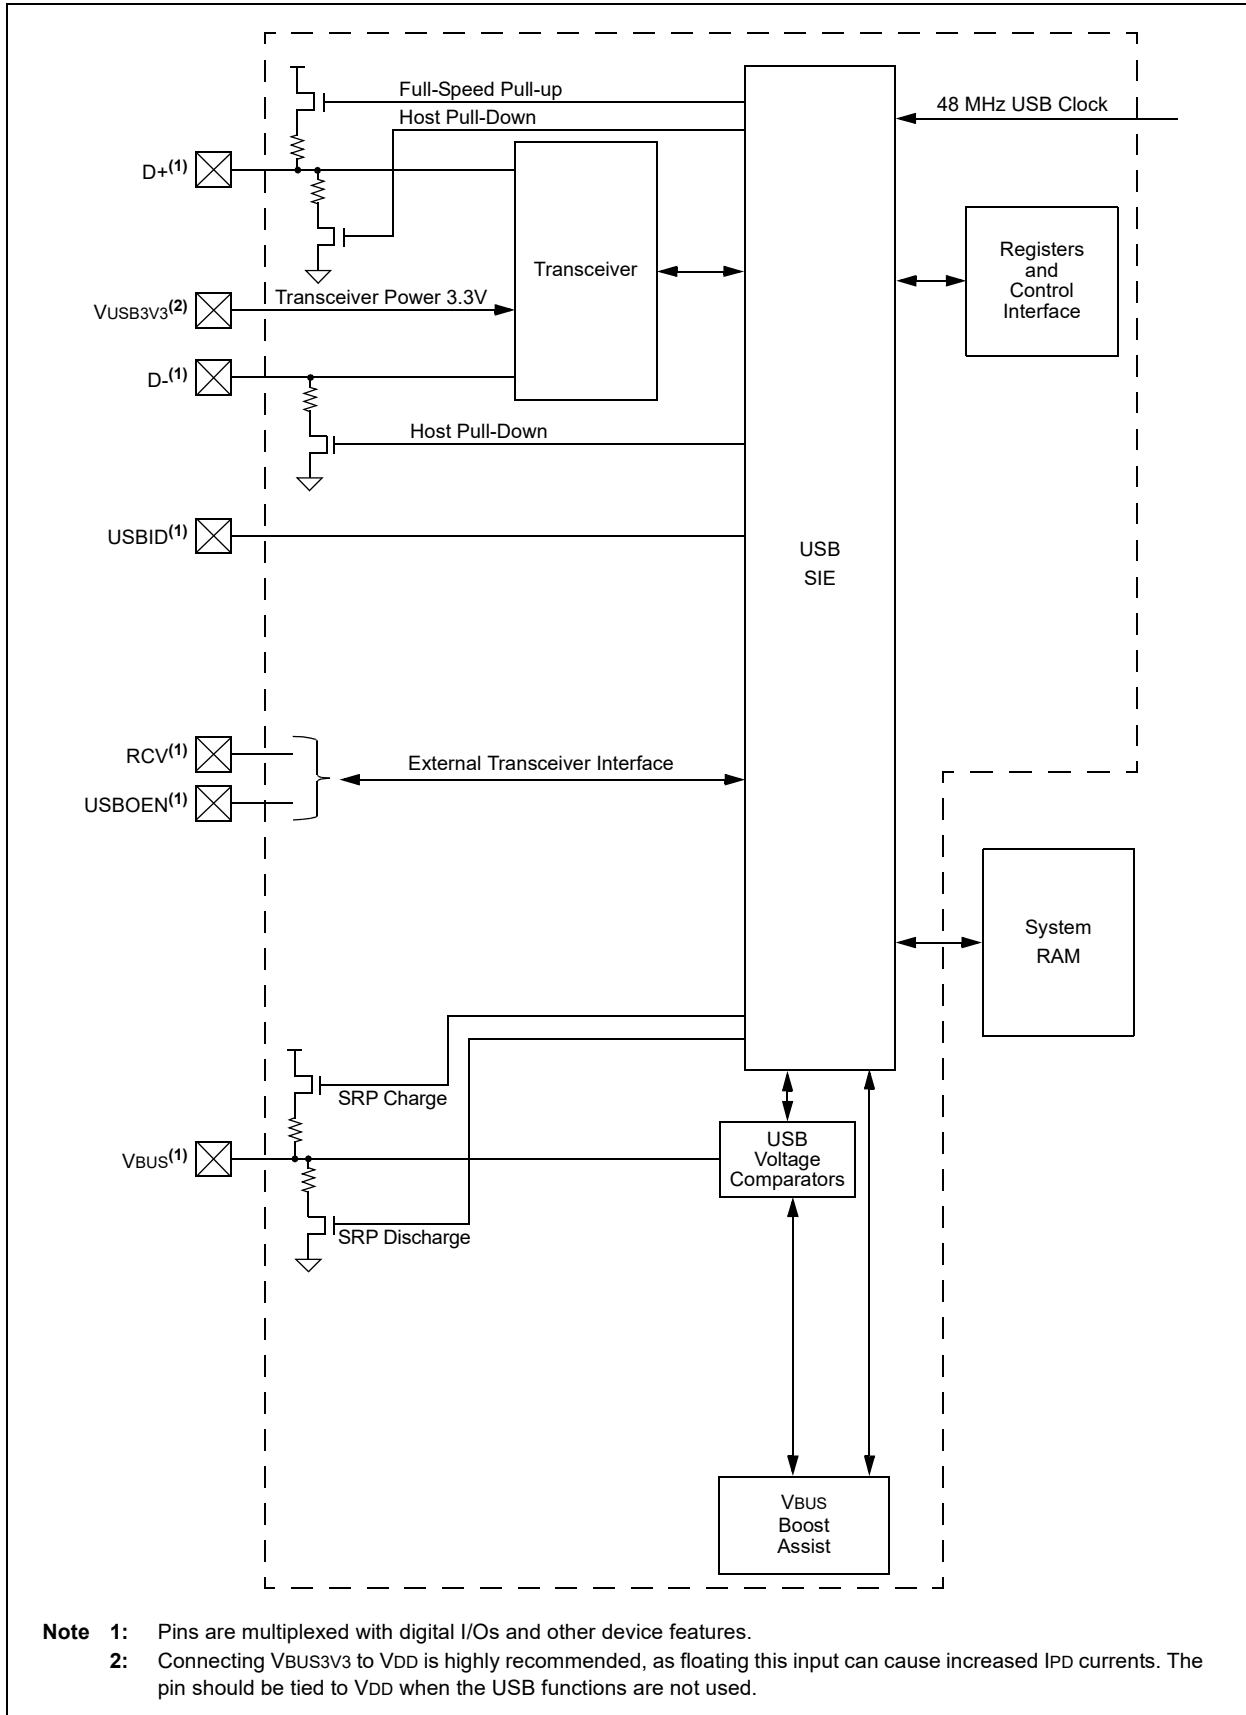 Full-Speed Pull-up
48 MHz USB Clock
Host Pull-Down
D+(1)
Registers
and
Control
Interface
Transceiver
Transceiver Power 3.3V
VUSB3V3(2)
D-(1)
Host Pull-Down
USBID(1)
USB
SIE
RCV(1)
External Transceiver Interface
USBOEN(1)
System
RAM
SRP Charge
USB
Voltage
Comparators
VBUS(1)
SRP Discharge
VBUS
Boost
Assist
Note 1: Pins are multiplexed with digital I/Os and other device features.
2: Connecting VBUS3V3 to VDD is highly recommended, as floating this input can cause increased IPD currents. The
pin should be tied to VDD when the USB functions are not used.